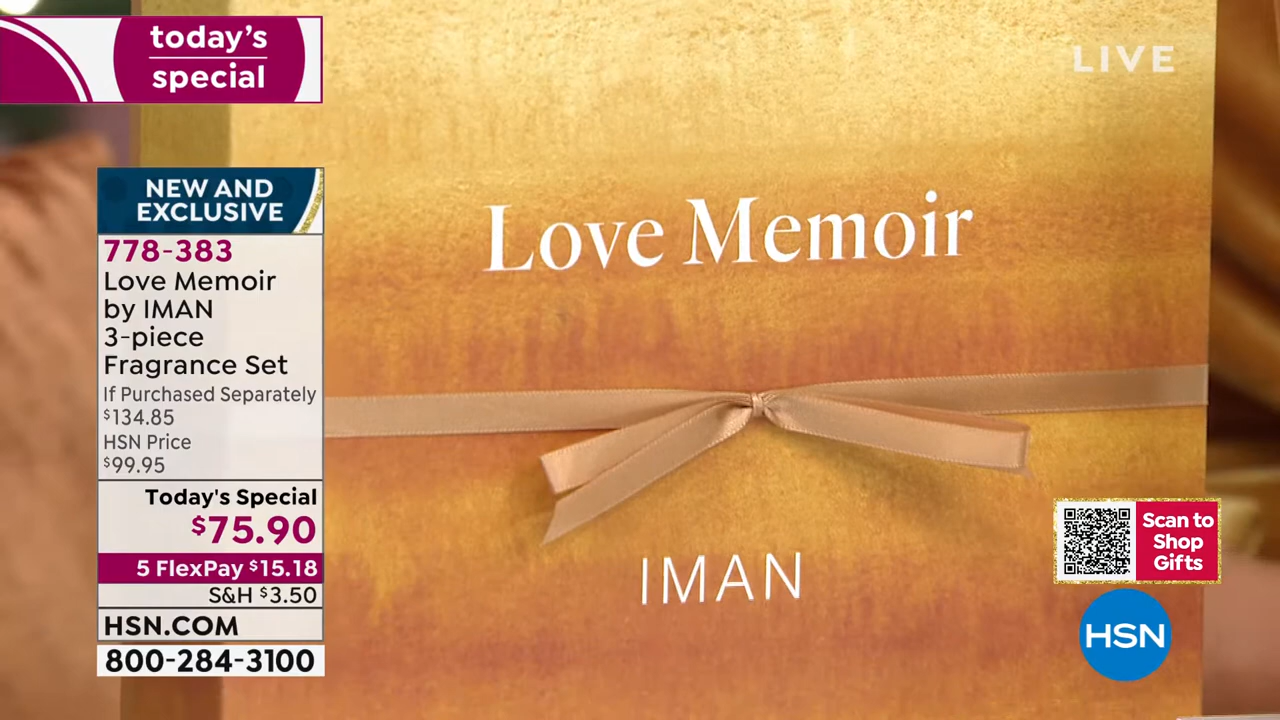 today's
special
LIVE
NEW AND
EXCLUSIVE
778-383
Love Memoir
by IMAN
3-piece
Fragrance Set
If Purchased Separately
$134.85
HSN Price
$99.95
Today's Special
$75.90
5 FlexPay $15.18
S&H $3.50
HSN.COM
800-284-3100
Love Memoir
IMAN
Scan to
Shop
Gifts
HSN